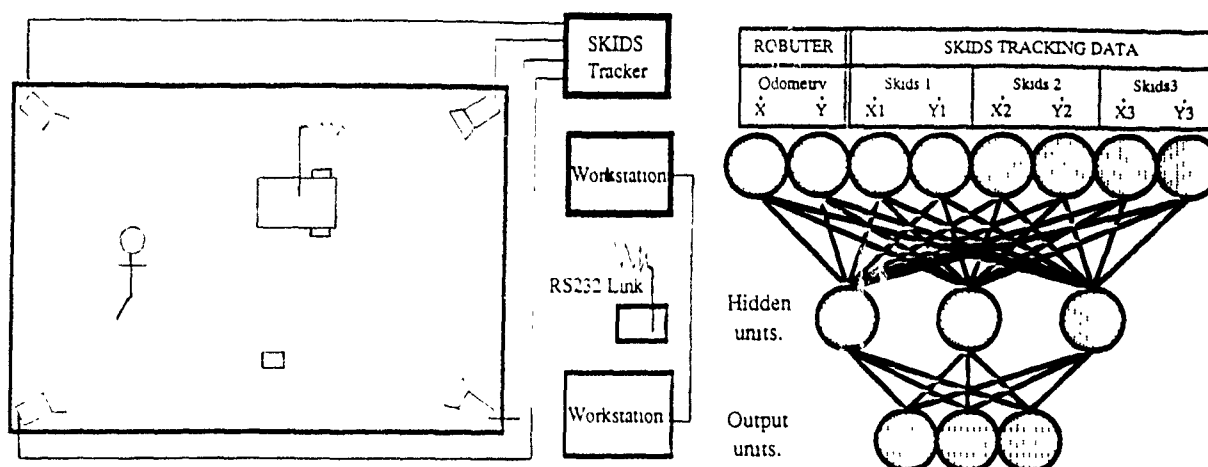 SKIDS
Tracker
Workstation
RS232 Link
Workstation
ROBUTER
SKIDS TRACKING DATA
Odometry
Skids 1
Skids 2
Skids3
Ẋ Ẏ
Ẋ1 Ẏ1
Ẋ2 Ẏ2
Ẋ3 Ẏ3
Hidden
units.
Output
units.